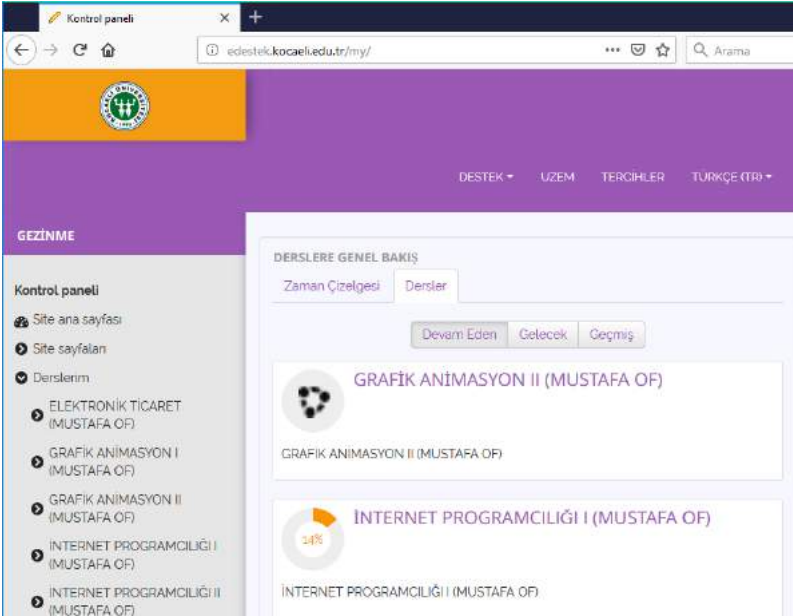 Kontrol paneli
edestek.kocaeli.edu.tr/my/
Arama
DESTEK
UZEM
TERCİHLER
TÜRKÇE (TR)
GEZİNME
Kontrol paneli
Site ana sayfası
Site sayfaları
Derslerim
ELEKTRONİK TİCARET
(MUSTAFA OF)
GRAFİK ANİMASYON I
(MUSTAFA OF)
GRAFİK ANİMASYON II
(MUSTAFA OF)
İNTERNET PROGRAMCILIĞI I
(MUSTAFA OF)
İNTERNET PROGRAMCILIĞI II
(MUSTAFA OF)
DERSLERE GENEL BAKIŞ
Zaman Çizelgesi Dersler
Devam Eden Gelecek Geçmiş
GRAFİK ANİMASYON II (MUSTAFA OF)
GRAFİK ANİMASYON II (MUSTAFA OF)
İNTERNET PROGRAMCILIĞI I (MUSTAFA OF)
14%
İNTERNET PROGRAMCILIĞI I (MUSTAFA OF)